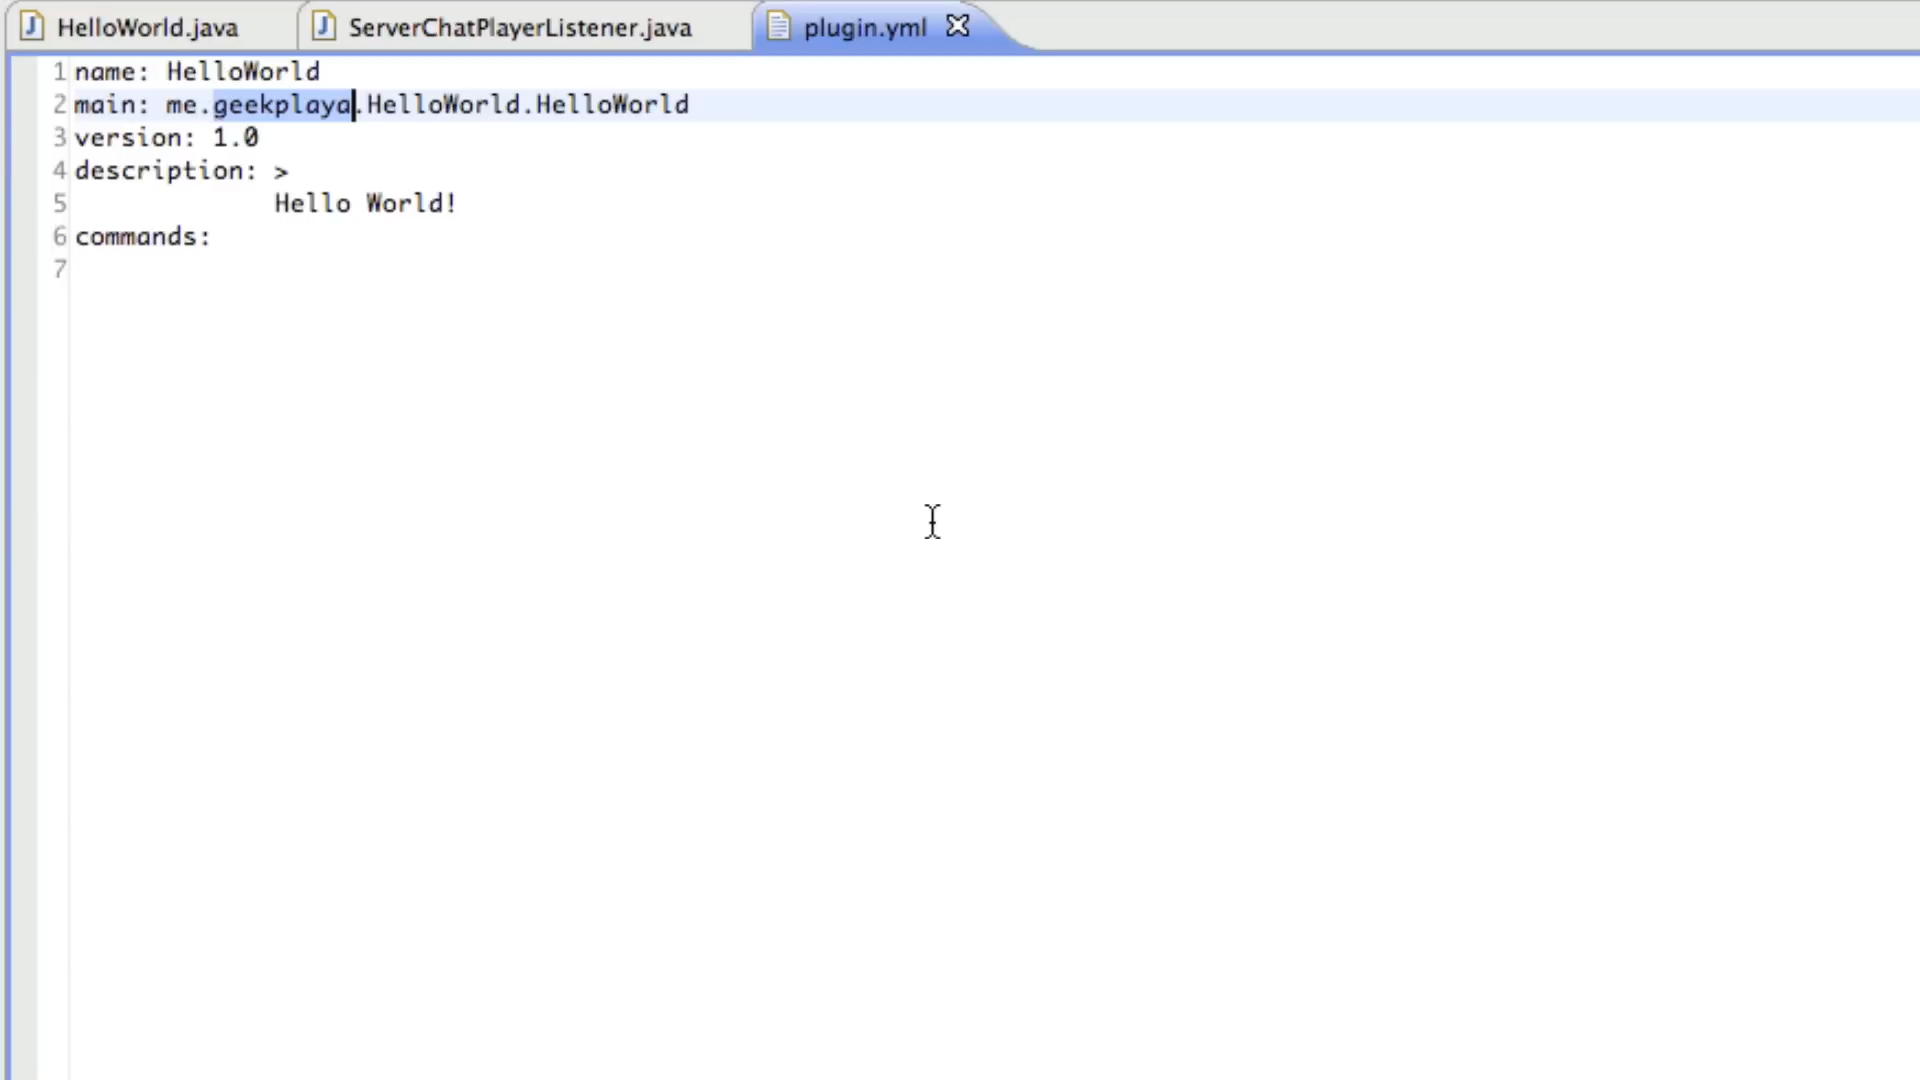 HelloWorld.java ServerChatPlayerListener.java plugin.yml
1 name: HelloWorld
2 main: me.geekplaya.HelloWorld.HelloWorld
3 version: 1.0
4 description: >
5 Hello World!
6 commands:
7